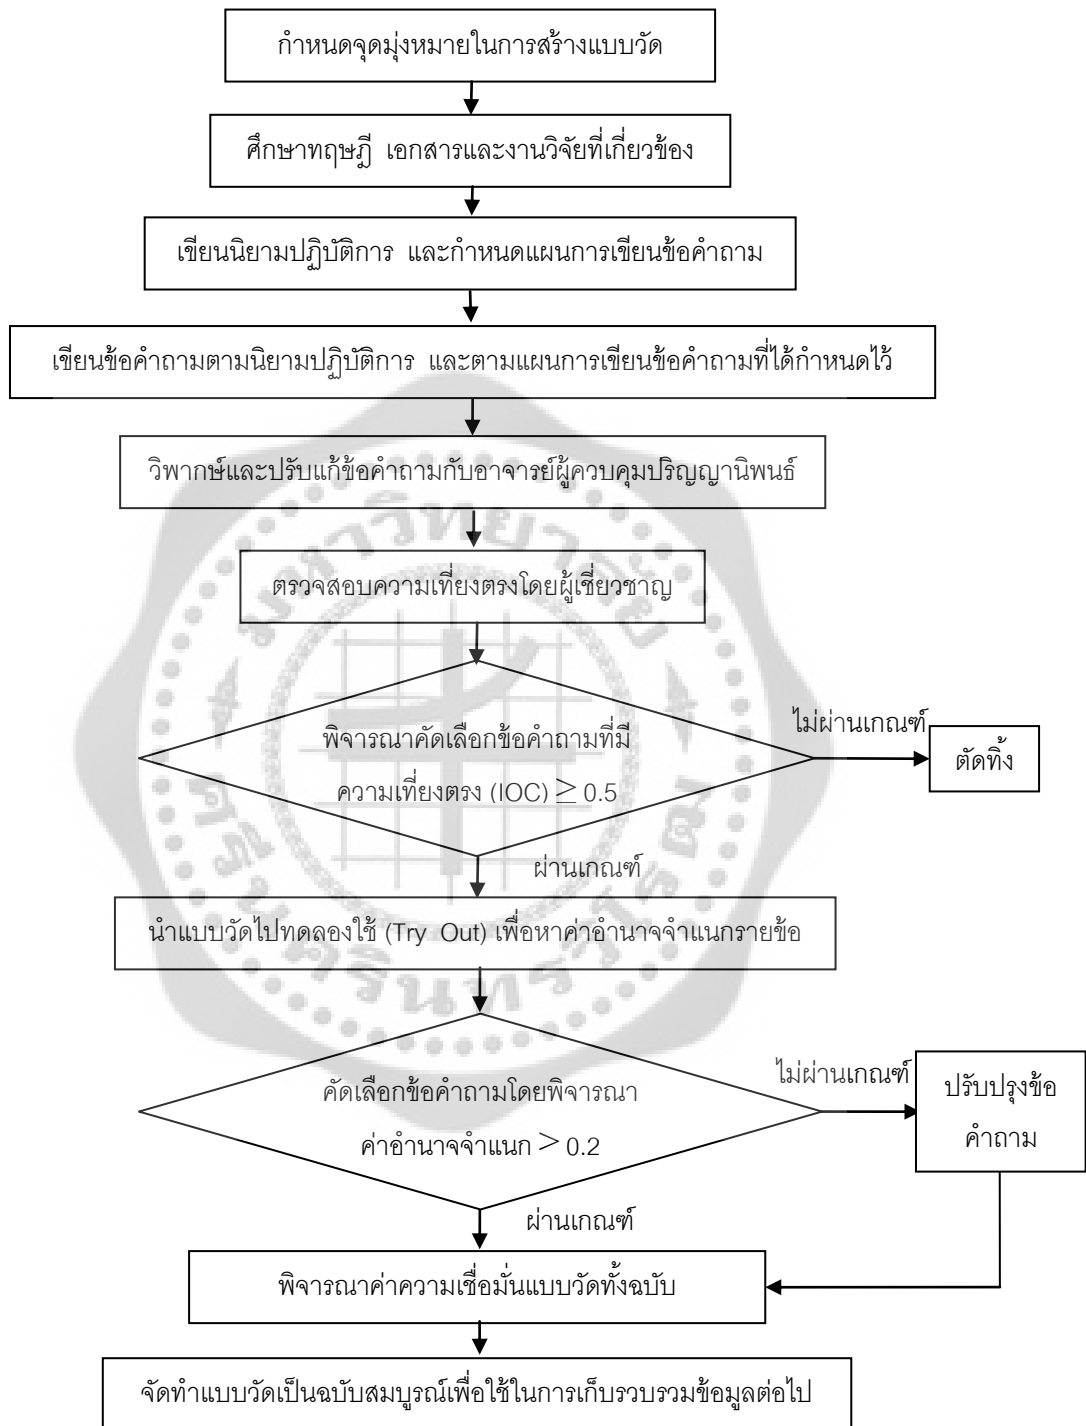 กำหนดจุดมุ่งหมายในการสร้างแบบวัด
ศึกษาทฤษฎี เอกสารและงานวิจัยที่เกี่ยวข้อง
เขียนนิยามปฏิบัติการ และกำหนดแผนการเขียนข้อคำถาม
เขียนข้อคำถามตามนิยามปฏิบัติการ และตามแผนการเขียนข้อคำถามที่ได้กำหนดไว้
วิพากษ์และปรับแก้ข้อคำถามกับอาจารย์ผู้ควบคุมปริญญานิพนธ์
มหาวิทยาลัย
ตรวจสอบความเที่ยงตรงโดยผู้เชี่ยวชาญ
พิจารณาคัดเลือกข้อคำถามที่มี
ความเที่ยงตรง (IOC) ≥ 0.5
ไม่ผ่านเกณฑ์
ตัดทิ้ง
ผ่านเกณฑ์
นำแบบวัดไปทดลองใช้ (Try Out) เพื่อหาค่าอำนาจจำแนกรายข้อ
ศรีนครินทรวิโรฒ
คัดเลือกข้อคำถามโดยพิจารณา
ค่าอำนาจจำแนก > 0.2
ไม่ผ่านเกณฑ์
ปรับปรุงข้อ
คำถาม
ผ่านเกณฑ์
พิจารณาค่าความเชื่อมั่นแบบวัดทั้งฉบับ
จัดทำแบบวัดเป็นฉบับสมบูรณ์เพื่อใช้ในการเก็บรวบรวมข้อมูลต่อไป